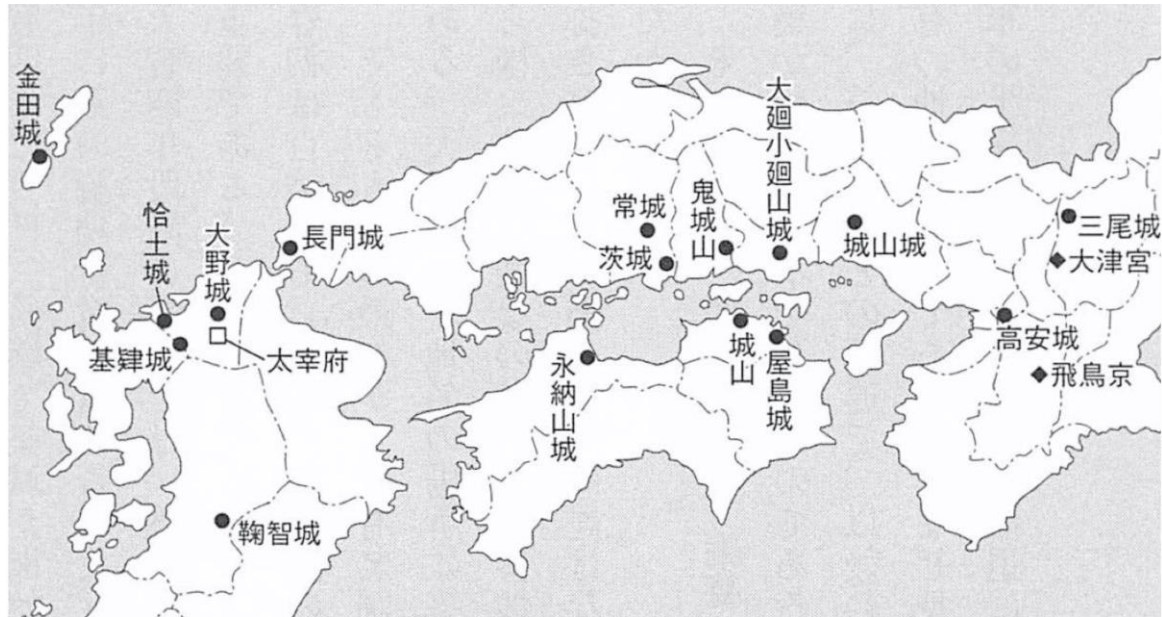 金田城
怡土城
大野城
基肄城
太宰府
鞠智城
長門城
常城
茨城
鬼城山
大廻小廻山城
城山城
永納山城
城山
屋島城
三尾城
大津宮
高安城
飛鳥京